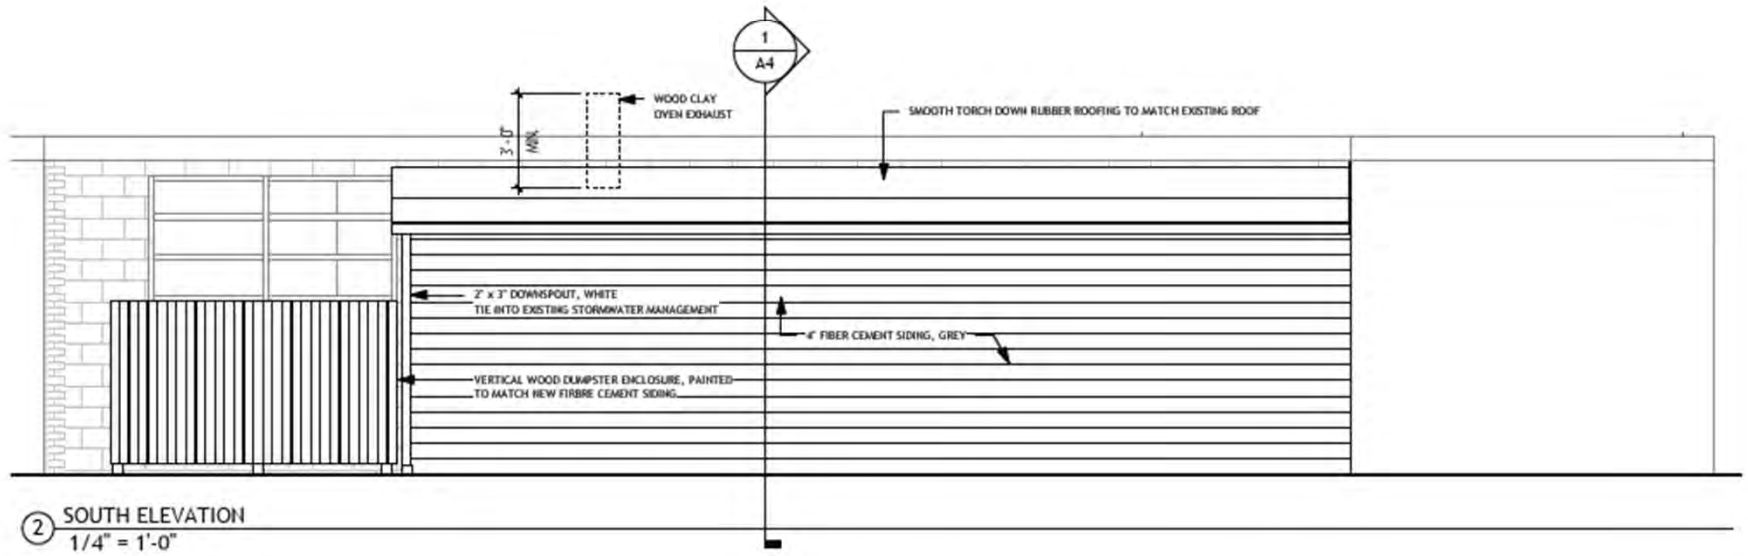 1
A4
WOOD CLAY
OVEN EXHAUST
SMOOTH TORCH DOWN RUBBER ROOFING TO MATCH EXISTING ROOF
3'-0"
MIN.
2" x 3" DOWNSPOUT, WHITE
TIE INTO EXISTING STORMWATER MANAGEMENT
4" FIBER CEMENT SIDING, GREY
VERTICAL WOOD DUMPSTER ENCLOSURE, PAINTED
TO MATCH NEW FIRBRE CEMENT SIDING
2
SOUTH ELEVATION
1/4" = 1'-0"